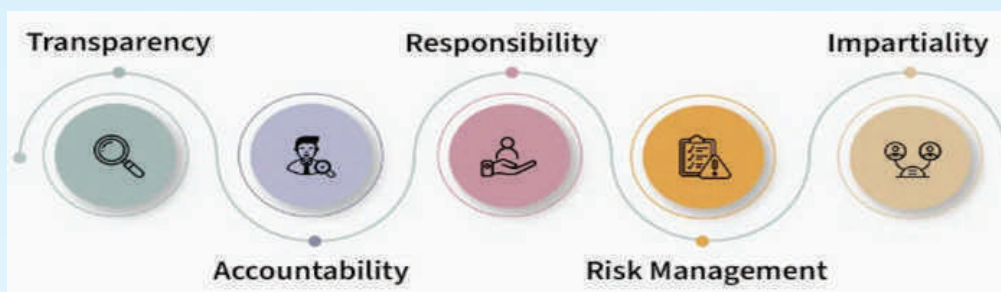 Transparency
Accountability
Responsibility
Risk Management
Impartiality